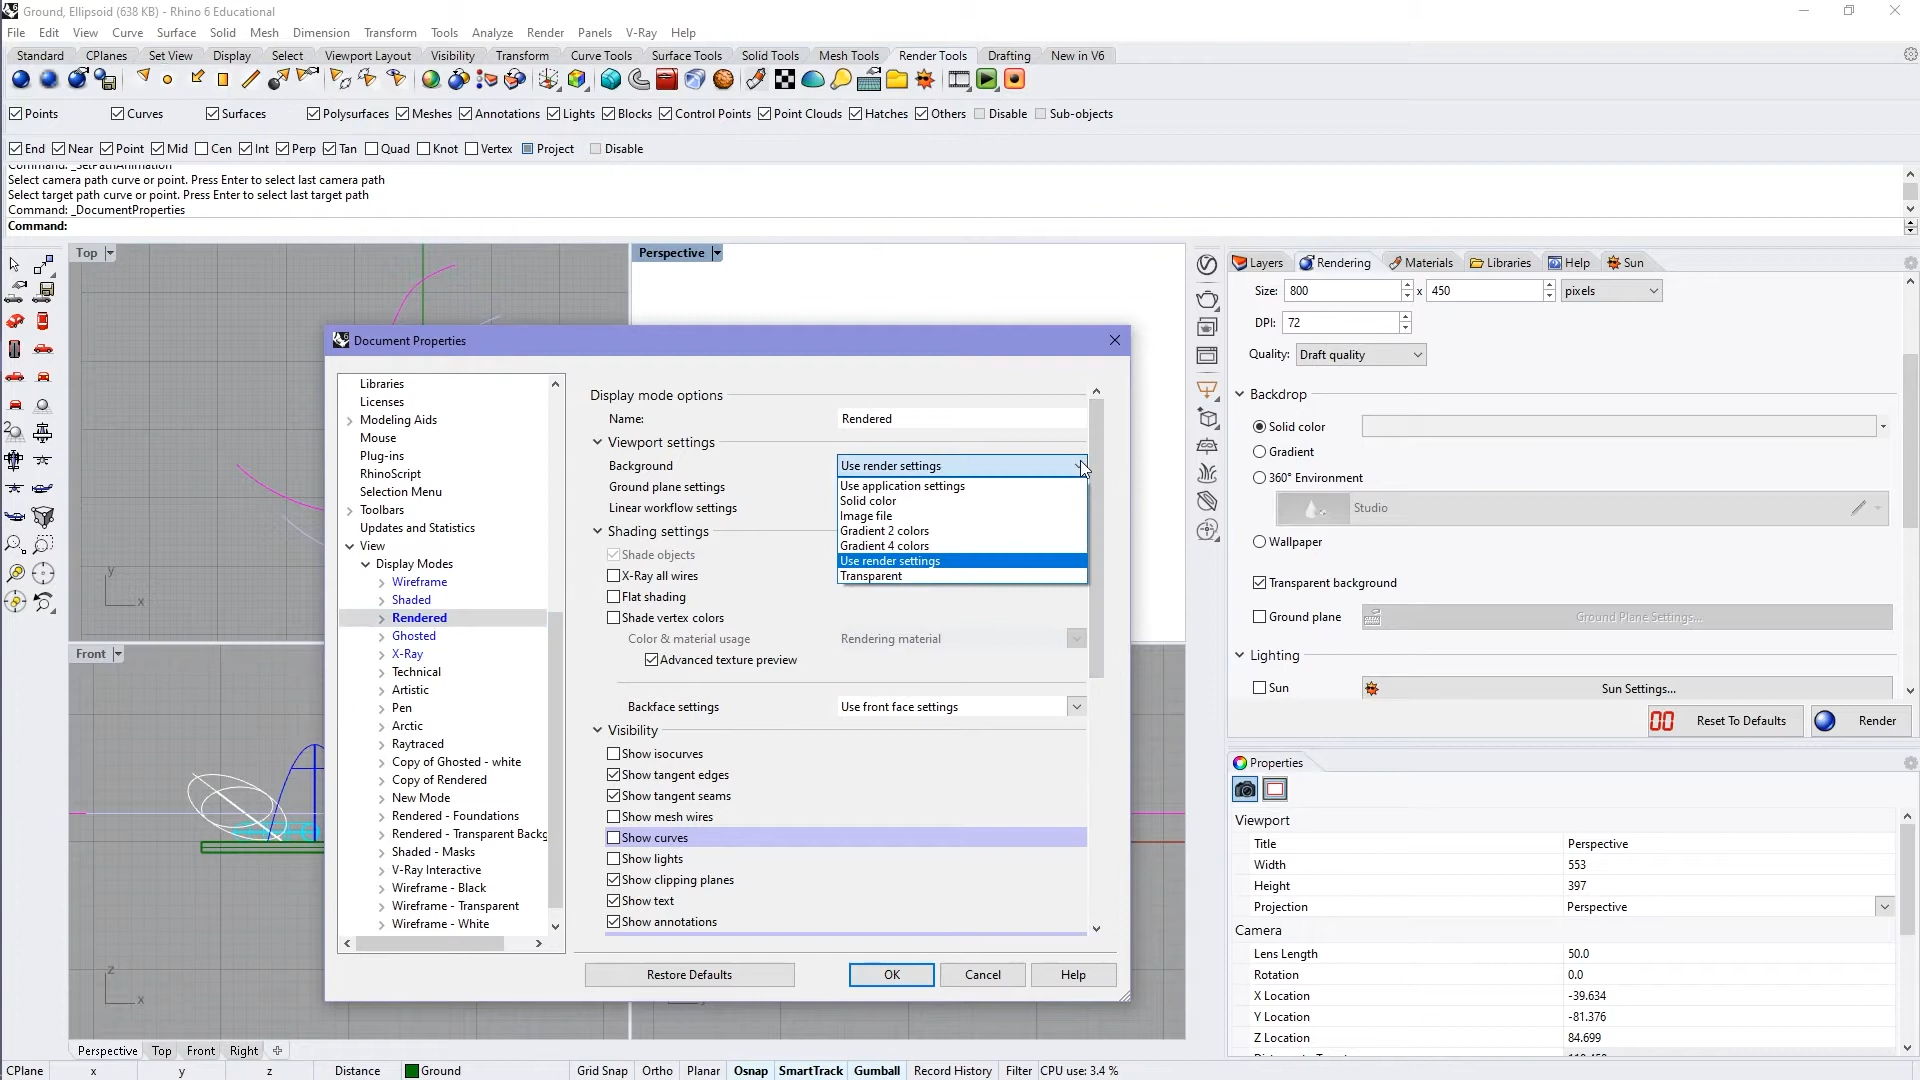 Ground, Ellipsoid (638 KB) - Rhino 6 Educational
File Edit View Curve Surface Solid Mesh Dimension Transform Tools Analyze Render Panels V-Ray Help
Standard CPlanes Set View Display Select Viewport Layout Visibility Transform Curve Tools Surface Tools Solid Tools Mesh Tools Render Tools Drafting New in V6
Points Curves Surfaces Polysurfaces Meshes Annotations Lights Blocks Control Points Point Clouds Hatches Others Disable Sub-objects
End Near Point Mid Cen Int Perp Tan Quad Knot Vertex Project Disable
Command: _SetPathAnimation
Select camera path curve or point. Press Enter to select last camera path
Select target path curve or point. Press Enter to select last target path
Command: _DocumentProperties
Command:
Top
Perspective
y
x
Front
z
x
Document Properties
Libraries
Licenses
Modeling Aids
Mouse
Plug-ins
RhinoScript
Selection Menu
Toolbars
Updates and Statistics
View
Display Modes
Wireframe
Shaded
Rendered
Ghosted
X-Ray
Technical
Artistic
Pen
Arctic
Raytraced
Copy of Ghosted - white
Copy of Rendered
New Mode
Rendered - Foundations
Rendered - Transparent Backg
Shaded - Masks
V-Ray Interactive
Wireframe - Black
Wireframe - Transparent
Wireframe - White
Display mode options
Name: Rendered
Viewport settings
Background Use render settings
Ground plane settings
Linear workflow settings
Use application settings
Solid color
Image file
Gradient 2 colors
Gradient 4 colors
Use render settings
Transparent
Shading settings
Shade objects
X-Ray all wires
Flat shading
Shade vertex colors
Color & material usage Rendering material
Advanced texture preview
Backface settings Use front face settings
Visibility
Show isocurves
Show tangent edges
Show tangent seams
Show mesh wires
Show curves
Show lights
Show clipping planes
Show text
Show annotations
Restore Defaults OK Cancel Help
Layers Rendering Materials Libraries Help Sun
Size: 800 x 450 pixels
DPI: 72
Quality: Draft quality
Backdrop
Solid color
Gradient
360° Environment
Studio
Wallpaper
Transparent background
Ground plane Ground Plane Settings...
Lighting
Sun Sun Settings...
Reset To Defaults Render
Properties
Viewport
Title Perspective
Width 553
Height 397
Projection Perspective
Camera
Lens Length 50.0
Rotation 0.0
X Location -39.634
Y Location -81.376
Z Location 84.699
Perspective Top Front Right
CPlane x y z Distance Ground Grid Snap Ortho Planar Osnap SmartTrack Gumball Record History Filter CPU use: 3.4 %